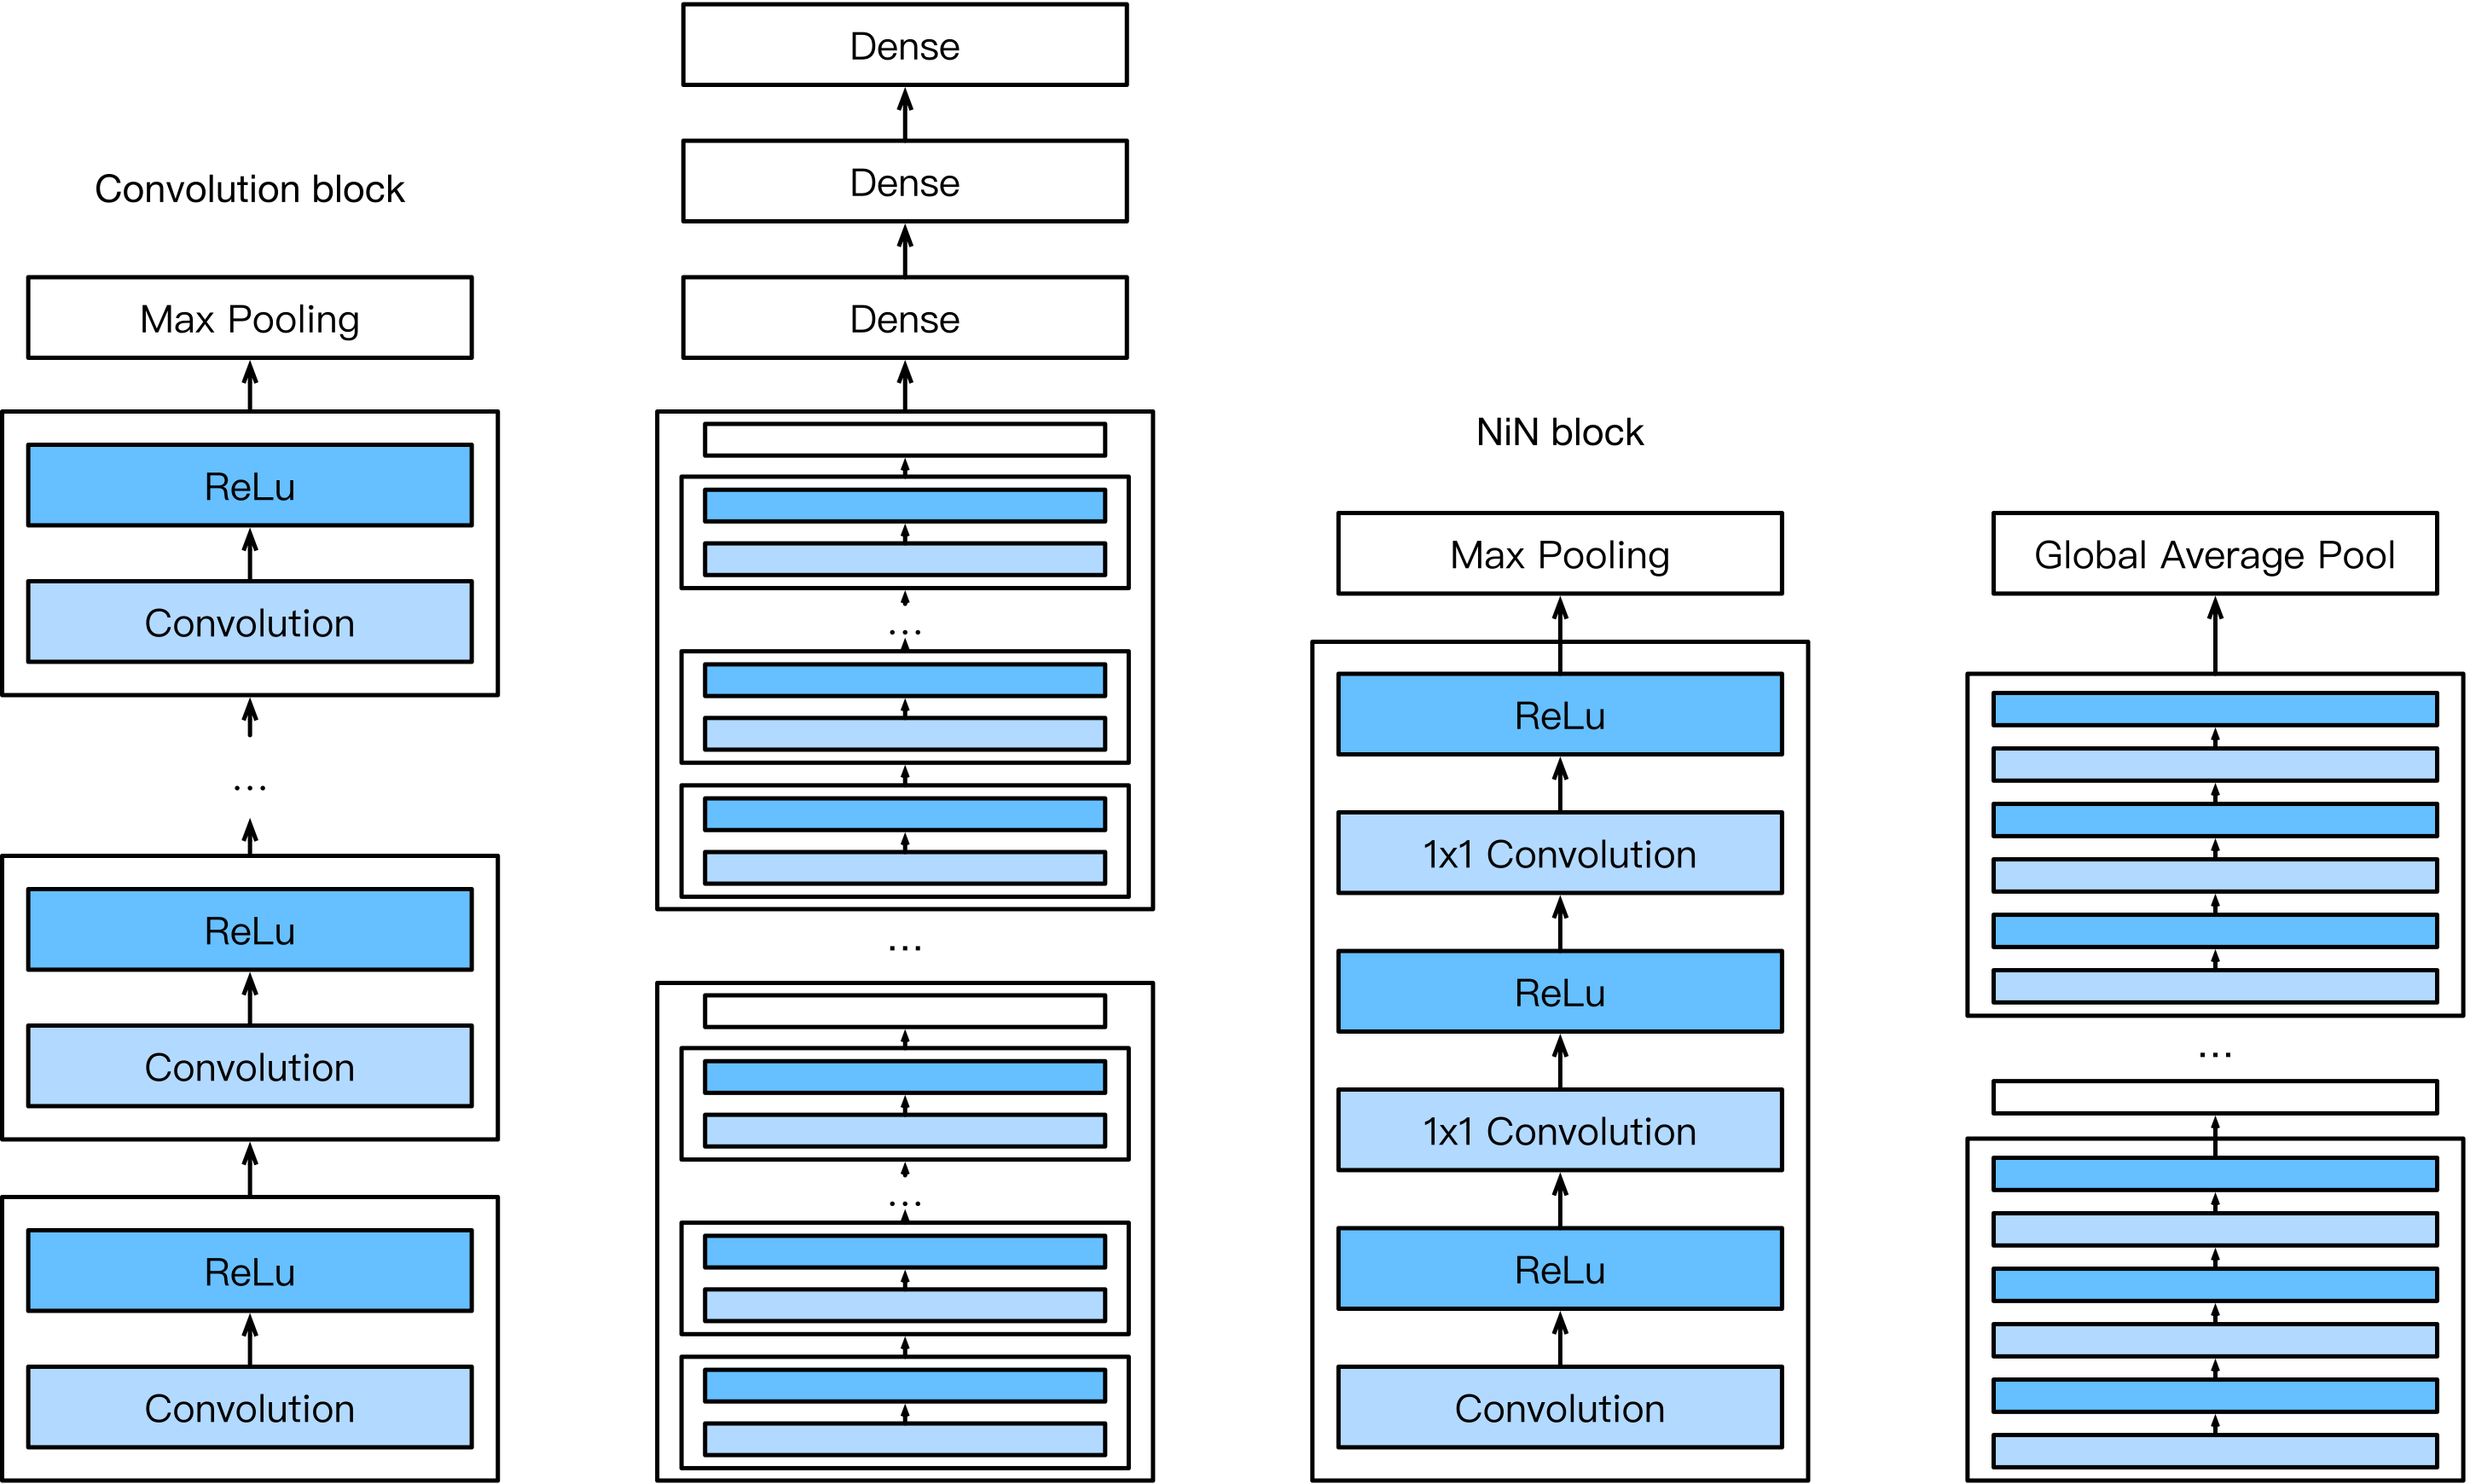 Convolution block
Max Pooling
ReLu
Convolution
...
ReLu
Convolution
ReLu
Convolution
Dense
Dense
Dense
...
...
...
NiN block
Max Pooling
ReLu
1x1 Convolution
ReLu
1x1 Convolution
ReLu
Convolution
Global Average Pool
...